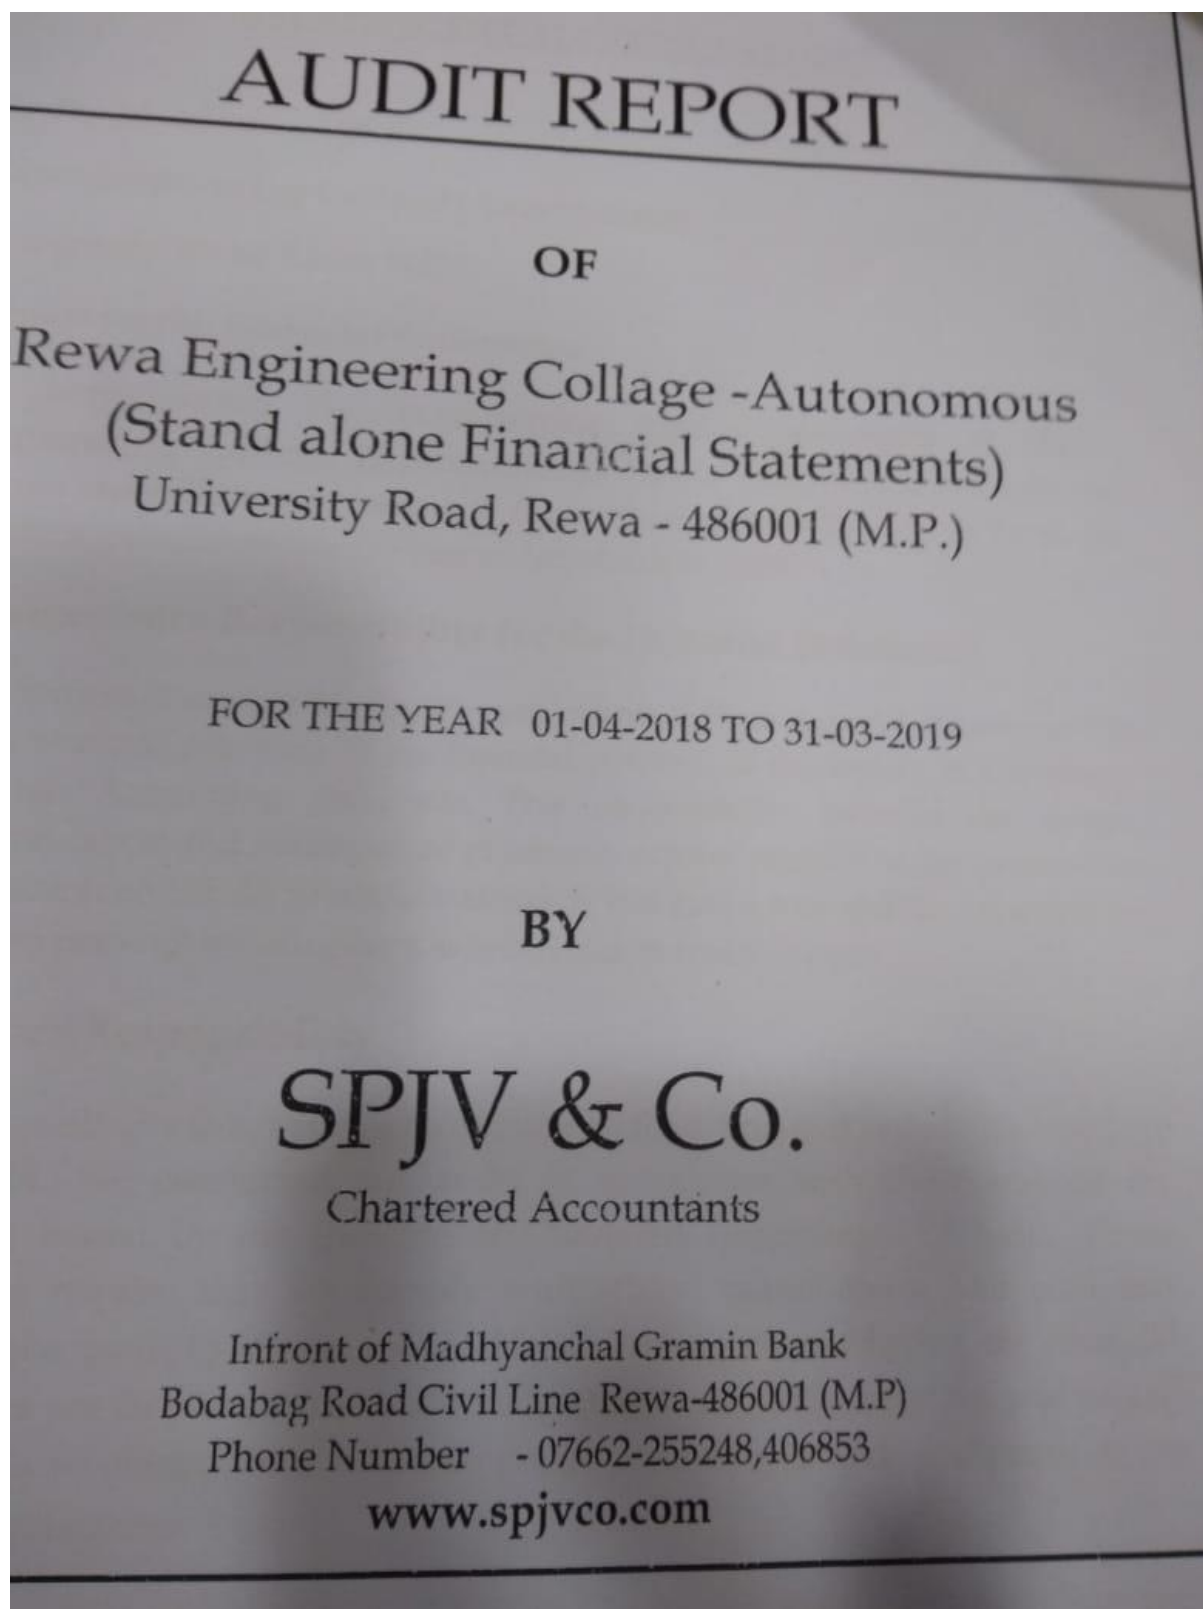 AUDIT REPORT
OF
Rewa Engineering Collage -Autonomous
(Stand alone Financial Statements)
University Road, Rewa - 486001 (M.P.)
FOR THE YEAR 01-04-2018 TO 31-03-2019
BY
SPJV & Co.
Chartered Accountants
Infront of Madhyanchal Gramin Bank
Bodabag Road Civil Line Rewa-486001 (M.P)
Phone Number - 07662-255248,406853
www.spjvco.com